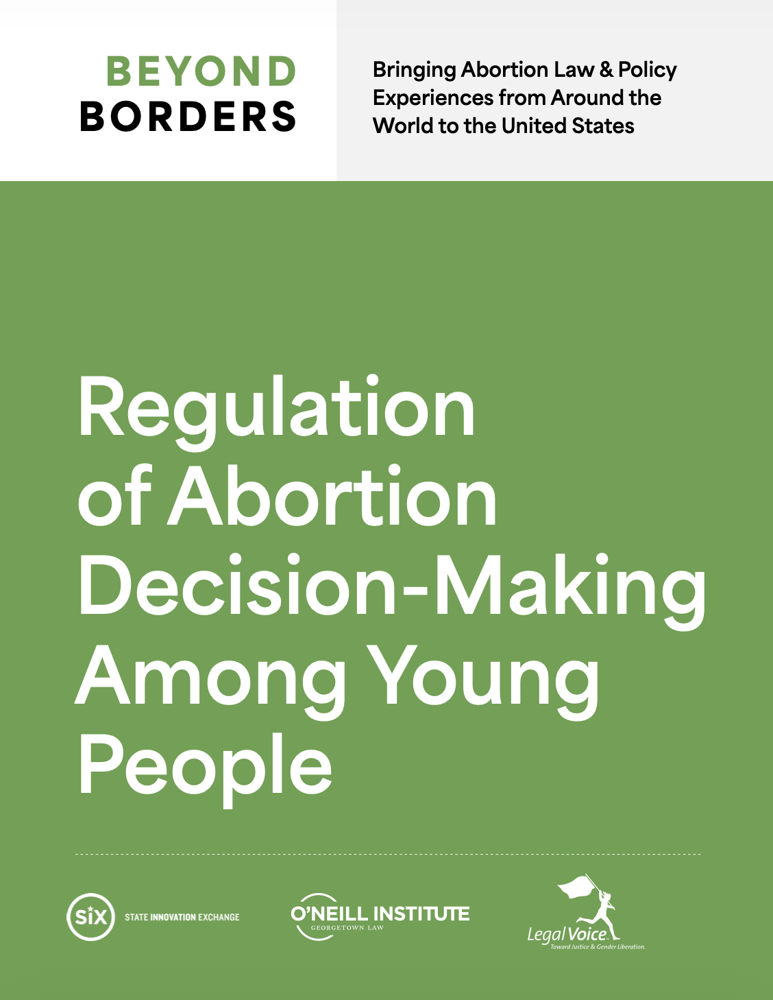 BEYOND
BORDERS
Bringing Abortion Law & Policy
Experiences from Around the
World to the United States
Regulation
of Abortion
Decision-Making
Among Young
People
SiX
STATE INNOVATION EXCHANGE
O'NEILL INSTITUTE
GEORGETOWN LAW
Legal Voice™
Toward Justice & Gender Liberation.